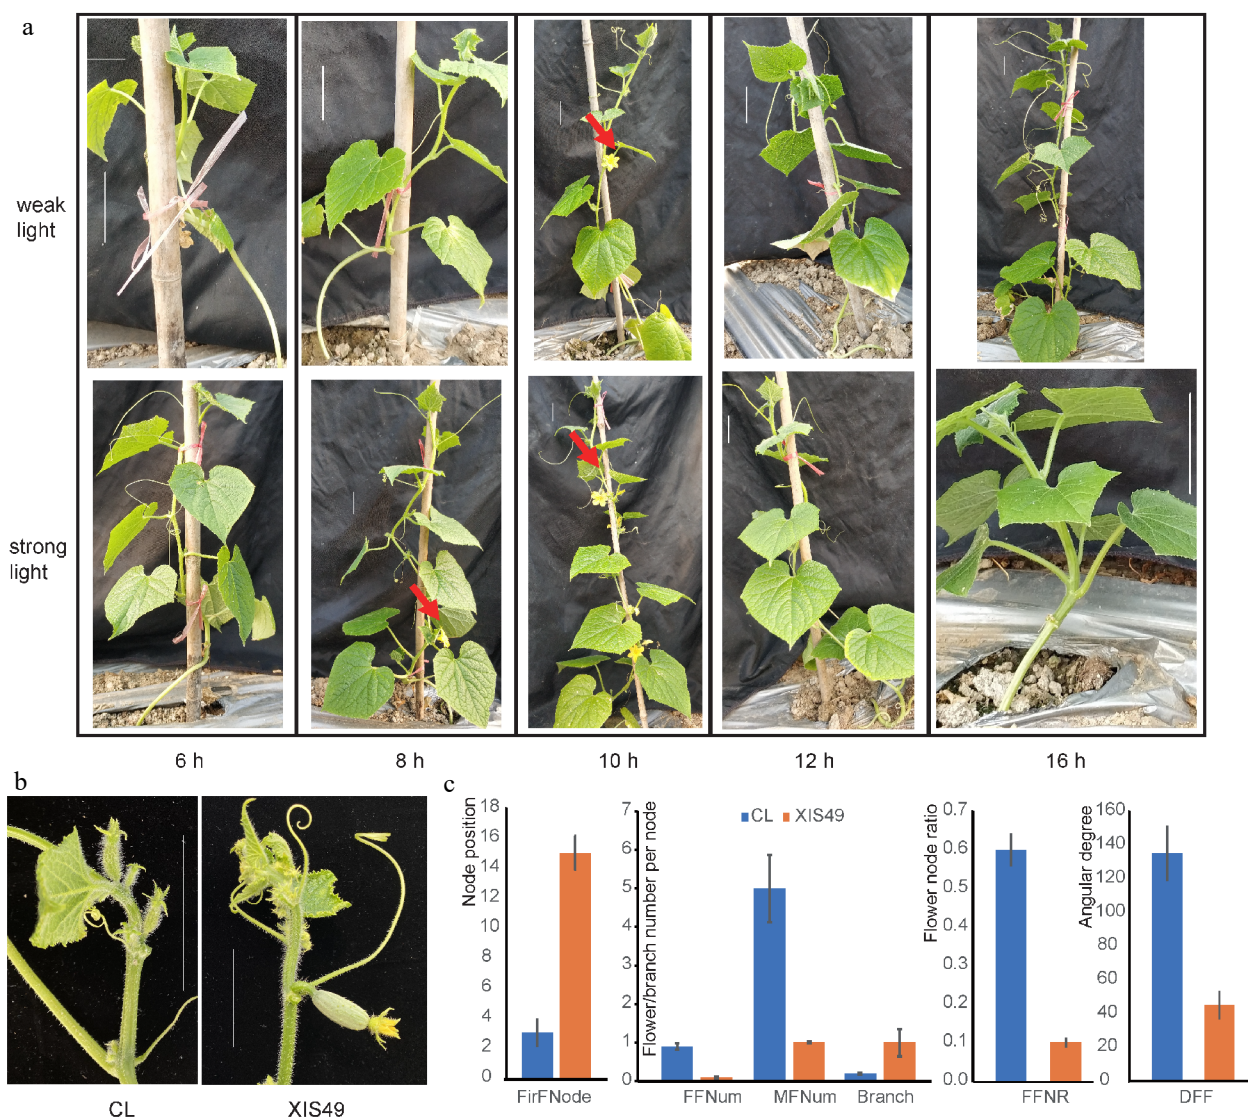 a
weak
light
strong
light
6 h
8 h
10 h
12 h
16 h
b
CL
XIS49
c
Node position
18
16
14
12
10
8
6
4
2
0
FirFNode
Flower/branch number per node
7
6
5
4
3
2
1
0
CL XIS49
FFNum
MFNum
Branch
Flower node ratio
0.7
0.6
0.5
0.4
0.3
0.2
0.1
0
FFNR
Angular degree
160
140
120
100
80
60
40
20
0
DFF